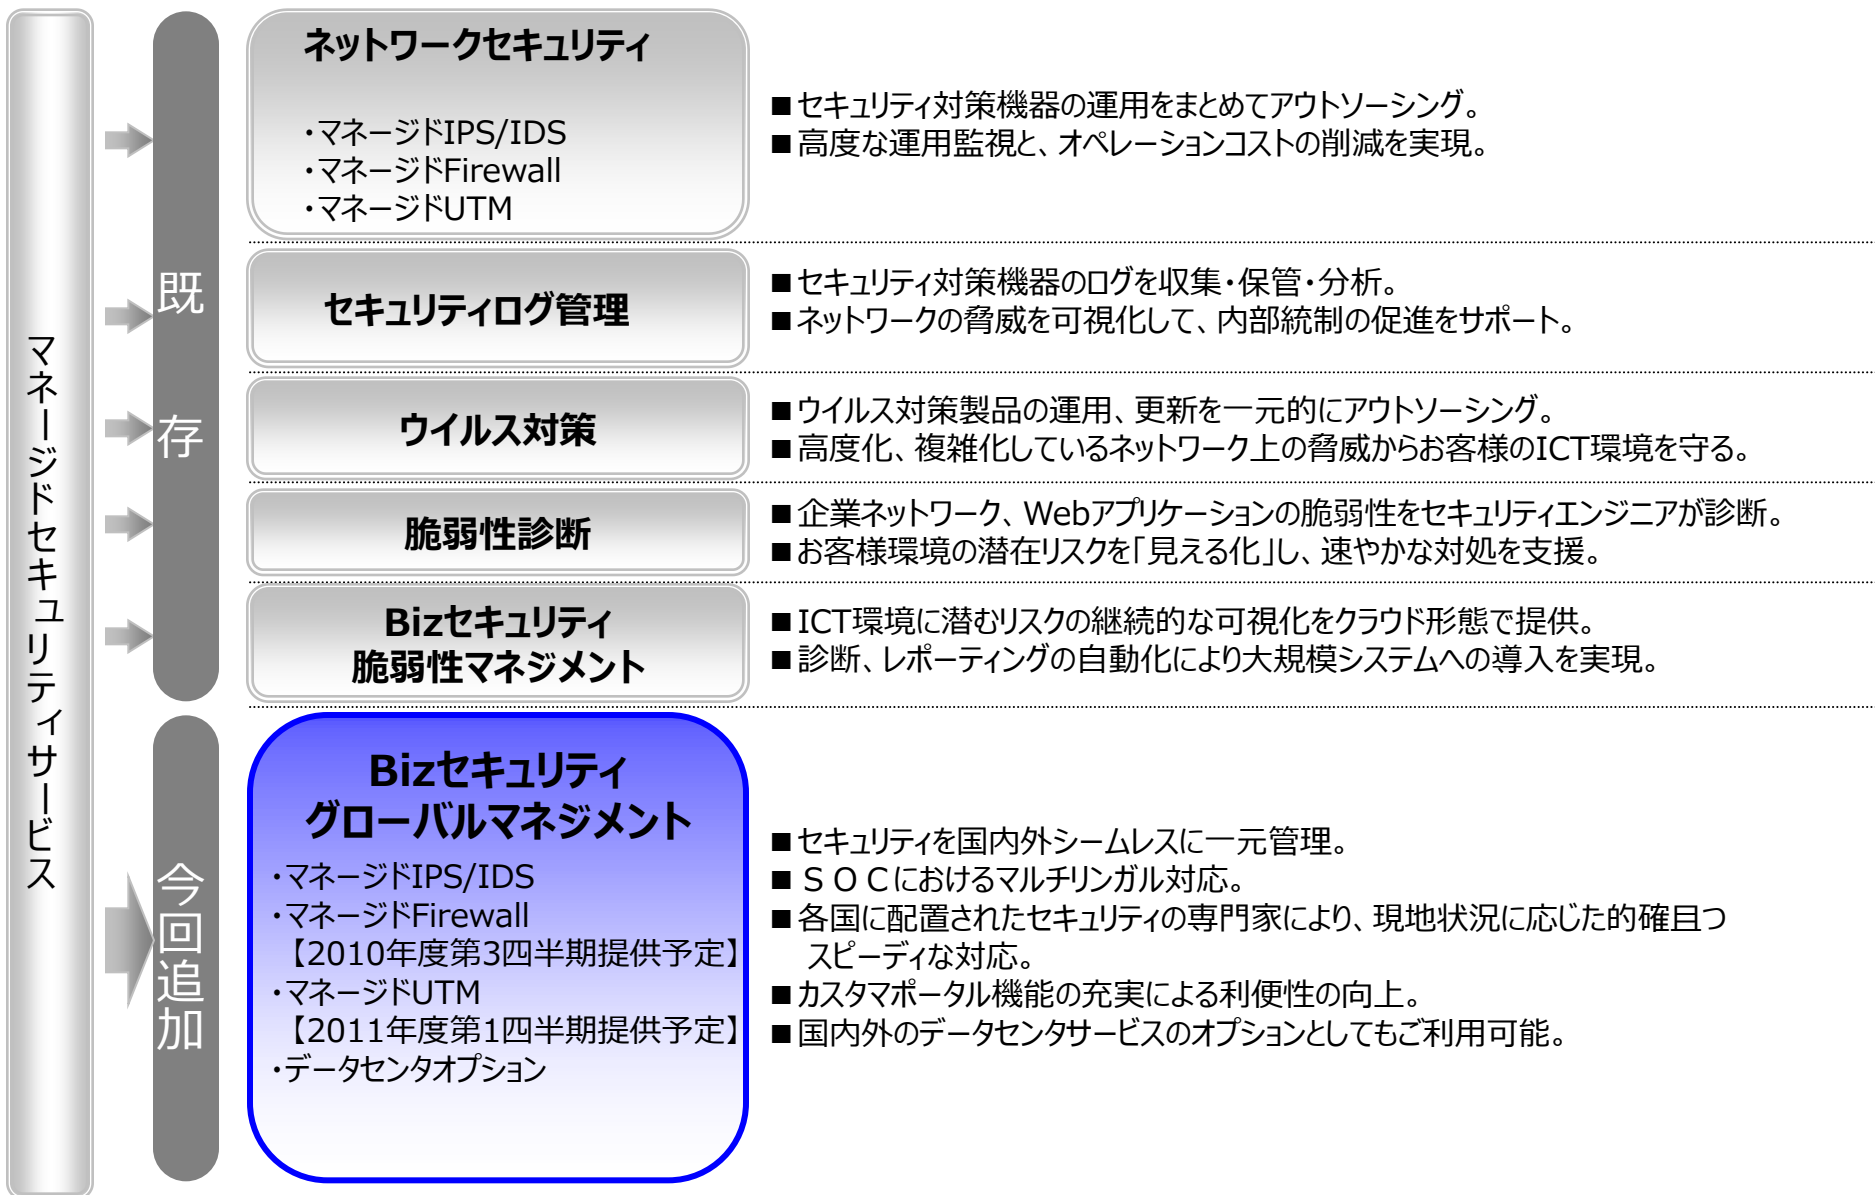 マネージドセキュリティサービス
既存
ネットワークセキュリティ
・マネージドIPS/IDS
・マネージドFirewall
・マネージドUTM
■セキュリティ対策機器の運用をまとめてアウトソーシング。
■高度な運用監視と、オペレーションコストの削減を実現。
セキュリティログ管理
■セキュリティ対策機器のログを収集・保管・分析。
■ネットワークの脅威を可視化して、内部統制の促進をサポート。
ウイルス対策
■ウイルス対策製品の運用、更新を一元的にアウトソーシング。
■高度化、複雑化しているネットワーク上の脅威からお客様のICT環境を守る。
脆弱性診断
■企業ネットワーク、Webアプリケーションの脆弱性をセキュリティエンジニアが診断。
■お客様環境の潜在リスクを「見える化」し、速やかな対処を支援。
Bizセキュリティ
脆弱性マネジメント
■ICT環境に潜むリスクの継続的な可視化をクラウド形態で提供。
■診断、レポーティングの自動化により大規模システムへの導入を実現。
今回追加
Bizセキュリティ
グローバルマネジメント
・マネージドIPS/IDS
・マネージドFirewall
【2010年度第3四半期提供予定】
・マネージドUTM
【2011年度第1四半期提供予定】
・データセンタオプション
■セキュリティを国内外シームレスに一元管理。
■ＳＯＣにおけるマルチリンガル対応。
■各国に配置されたセキュリティの専門家により、現地状況に応じた的確且つ
スピーディな対応。
■カスタマポータル機能の充実による利便性の向上。
■国内外のデータセンタサービスのオプションとしてもご利用可能。